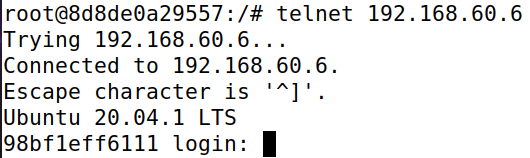 root@8d8de0a29557:/# telnet 192.168.60.6
Trying 192.168.60.6...
Connected to 192.168.60.6.
Escape character is '^]'.
Ubuntu 20.04.1 LTS
98bf1eff6111 login: